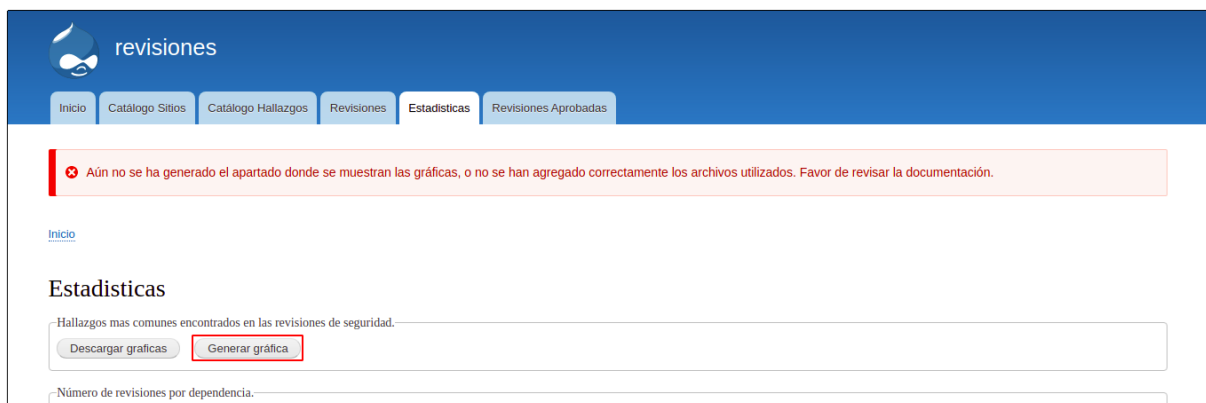 revisiones
Inicio
Catálogo Sitios
Catálogo Hallazgos
Revisiones
Estadisticas
Revisiones Aprobadas
Aún no se ha generado el apartado donde se muestran las gráficas, o no se han agregado correctamente los archivos utilizados. Favor de revisar la documentación.
Inicio
Estadisticas
Hallazgos mas comunes encontrados en las revisiones de seguridad.
Descargar graficas
Generar gráfica
Número de revisiones por dependencia.